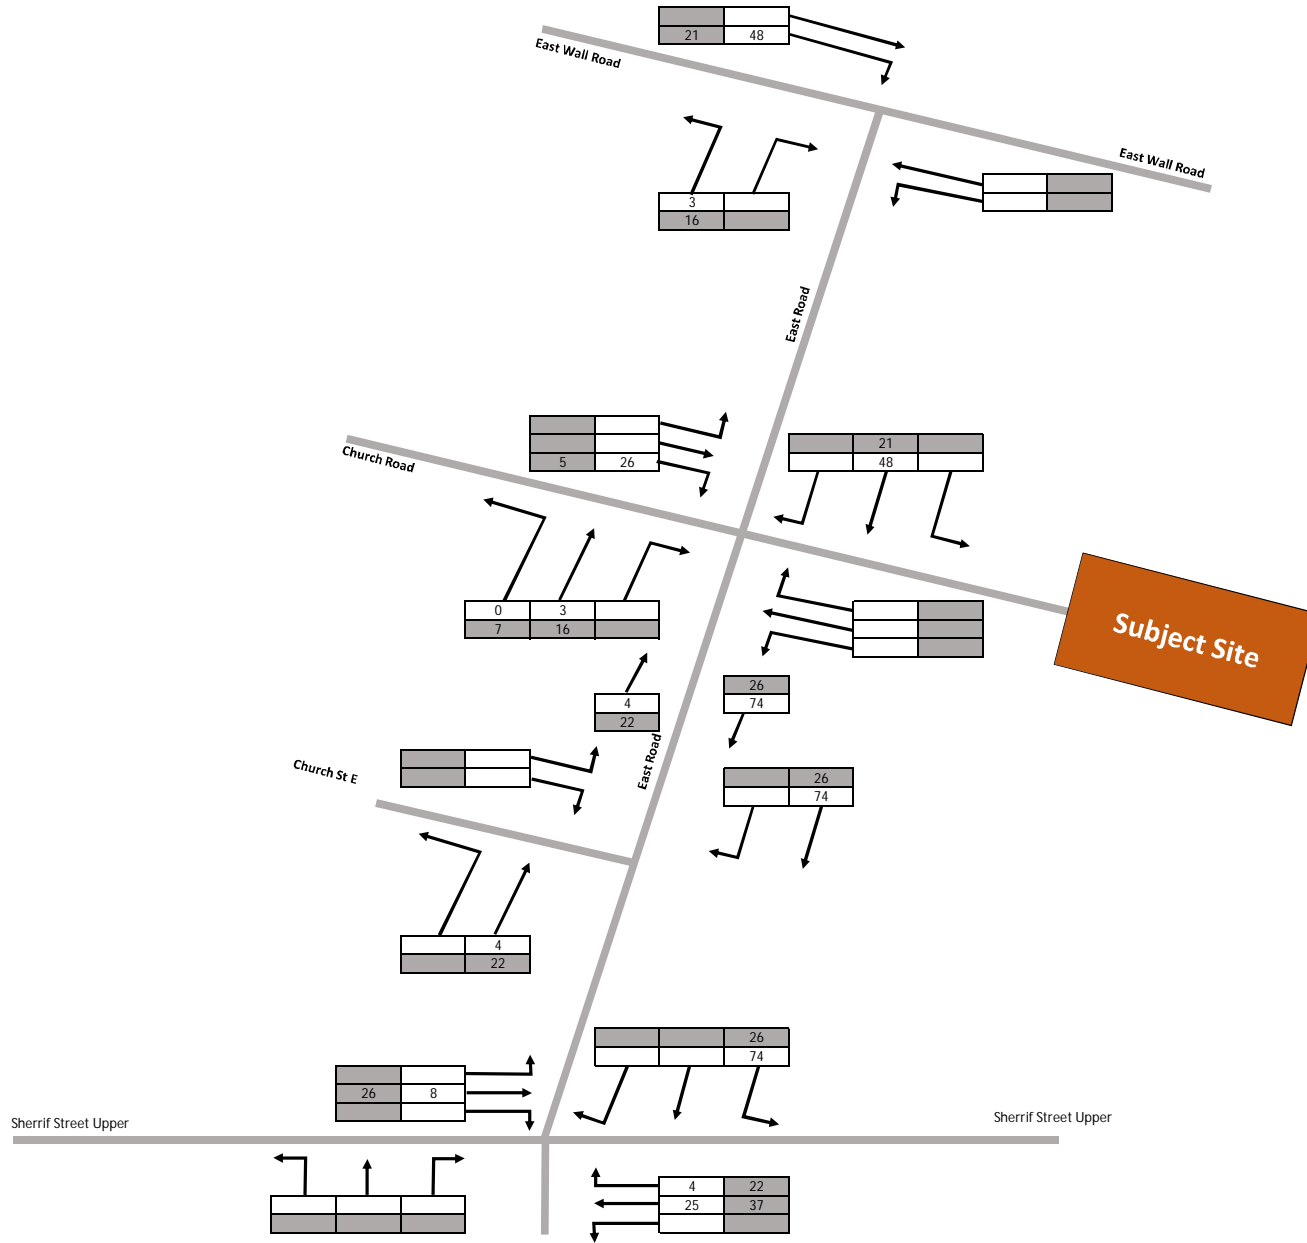 21 48
East Wall Road
East Wall Road
3
16
East Road
21
48
Church Road
5 26
Subject Site
0 3
7 16
26
74
4
22
East Road
Church St E
26
74
4
22
26
74
26 8
Sherrif Street Upper
Sherrif Street Upper
4 22
25 37